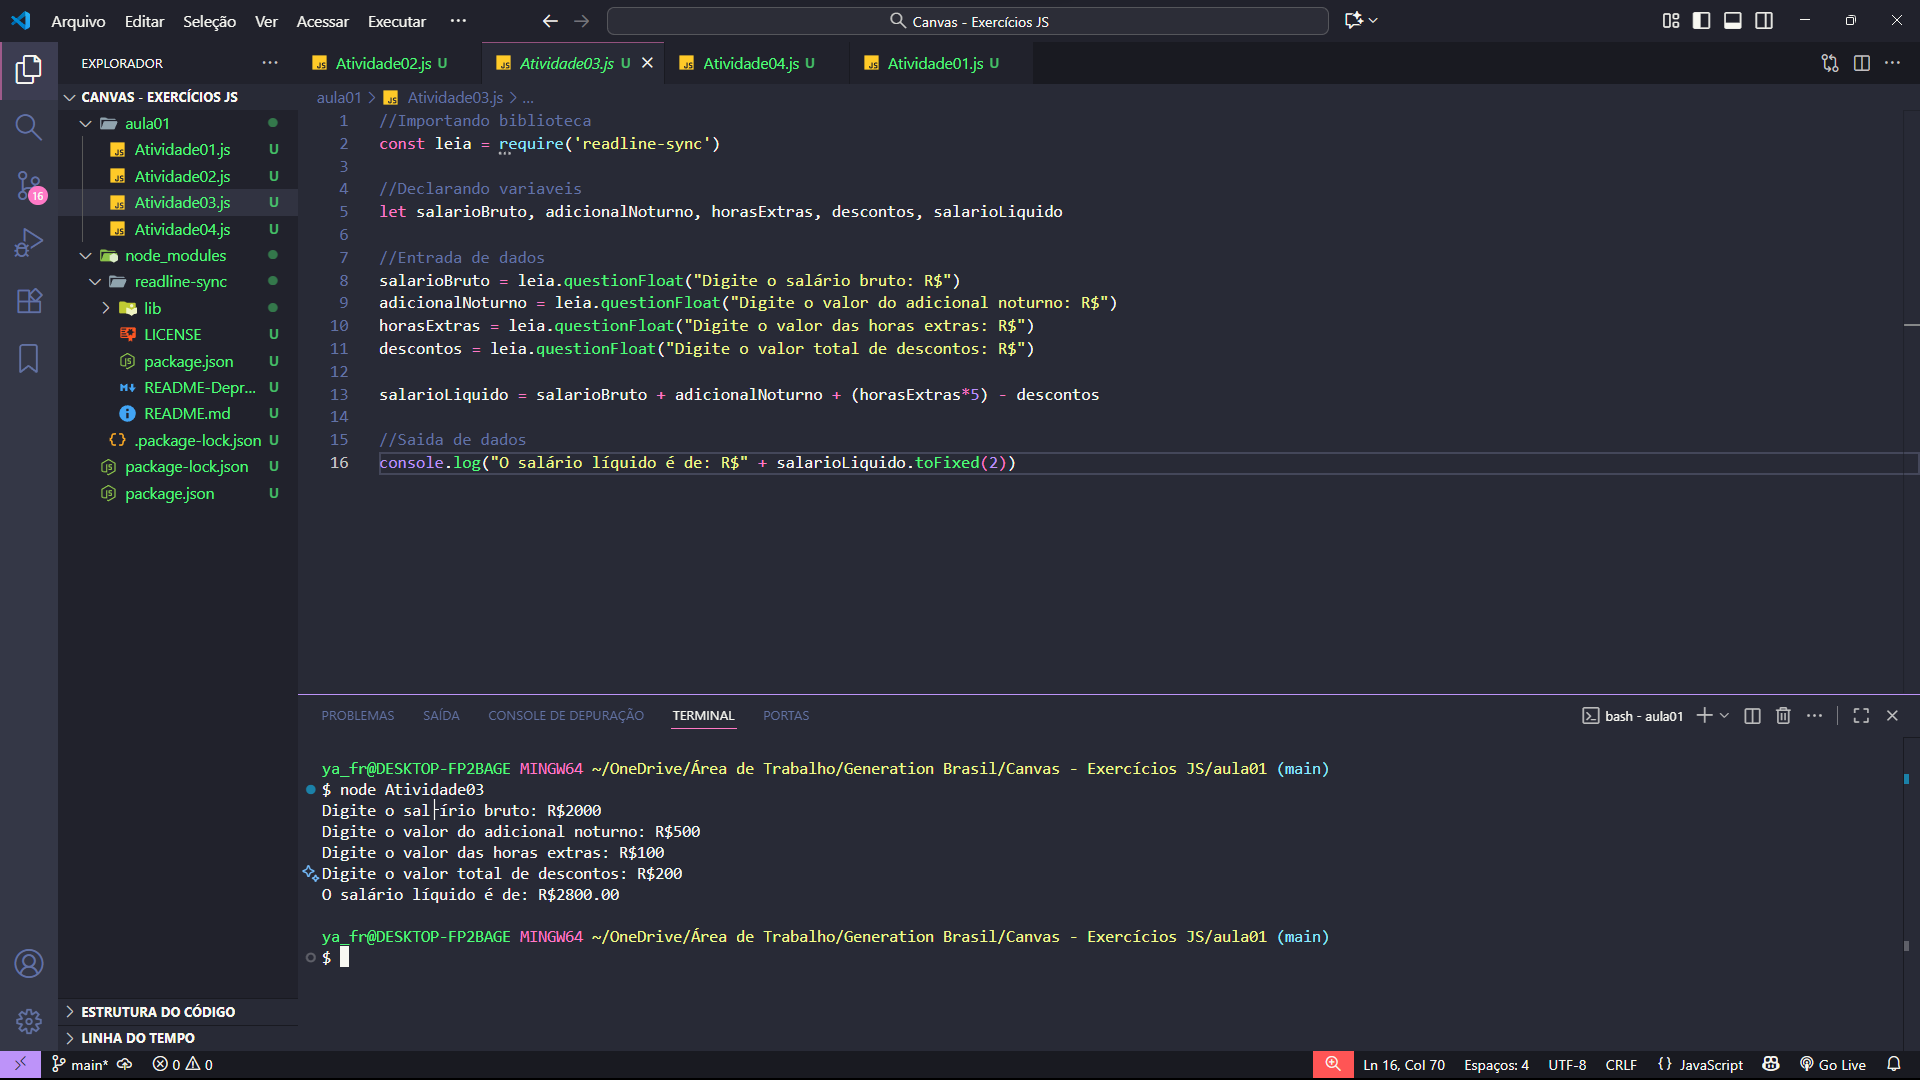 Arquivo Editar Seleção Ver Acessar Executar ··· Canvas - Exercícios JS
EXPLORADOR ···
CANVAS - EXERCÍCIOS JS
aula01
JS Atividade01.js U
JS Atividade02.js U
JS Atividade03.js U
JS Atividade04.js U
node_modules
readline-sync
lib
LICENSE U
package.json U
README-Depr... U
README.md U
.package-lock.json U
package-lock.json U
package.json U
ESTRUTURA DO CÓDIGO
LINHA DO TEMPO
16
JS Atividade02.js U JS Atividade03.js U JS Atividade04.js U JS Atividade01.js U
aula01 > JS Atividade03.js > ...
1 //Importando biblioteca
2 const leia = require('readline-sync')
3
4 //Declarando variaveis
5 let salarioBruto, adicionalNoturno, horasExtras, descontos, salarioLiquido
6
7 //Entrada de dados
8 salarioBruto = leia.questionFloat("Digite o salário bruto: R$")
9 adicionalNoturno = leia.questionFloat("Digite o valor do adicional noturno: R$")
10 horasExtras = leia.questionFloat("Digite o valor das horas extras: R$")
11 descontos = leia.questionFloat("Digite o valor total de descontos: R$")
12
13 salarioLiquido = salarioBruto + adicionalNoturno + (horasExtras*5) - descontos
14
15 //Saida de dados
16 console.log("O salário líquido é de: R$" + salarioLiquido.toFixed(2))
PROBLEMAS SAÍDA CONSOLE DE DEPURAÇÃO TERMINAL PORTAS bash - aula01
ya_fr@DESKTOP-FP2BAGE MINGW64 ~/OneDrive/Área de Trabalho/Generation Brasil/Canvas - Exercícios JS/aula01 (main)
$ node Atividade03
Digite o sal├írio bruto: R$2000
Digite o valor do adicional noturno: R$500
Digite o valor das horas extras: R$100
Digite o valor total de descontos: R$200
O salário líquido é de: R$2800.00
ya_fr@DESKTOP-FP2BAGE MINGW64 ~/OneDrive/Área de Trabalho/Generation Brasil/Canvas - Exercícios JS/aula01 (main)
$
main* 0 0 Ln 16, Col 70 Espaços: 4 UTF-8 CRLF {} JavaScript Go Live